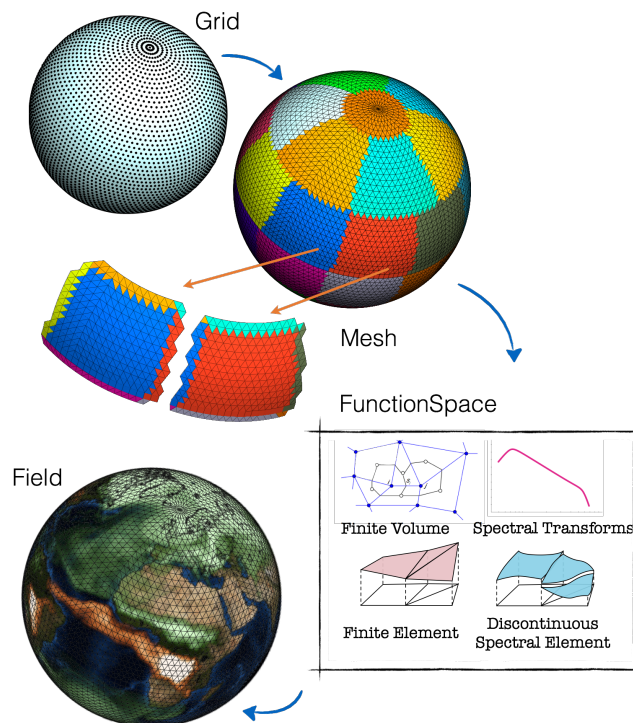 Grid
Mesh
FunctionSpace
Finite Volume
Spectral Transforms
Finite Element
Discontinuous
Spectral Element
Field